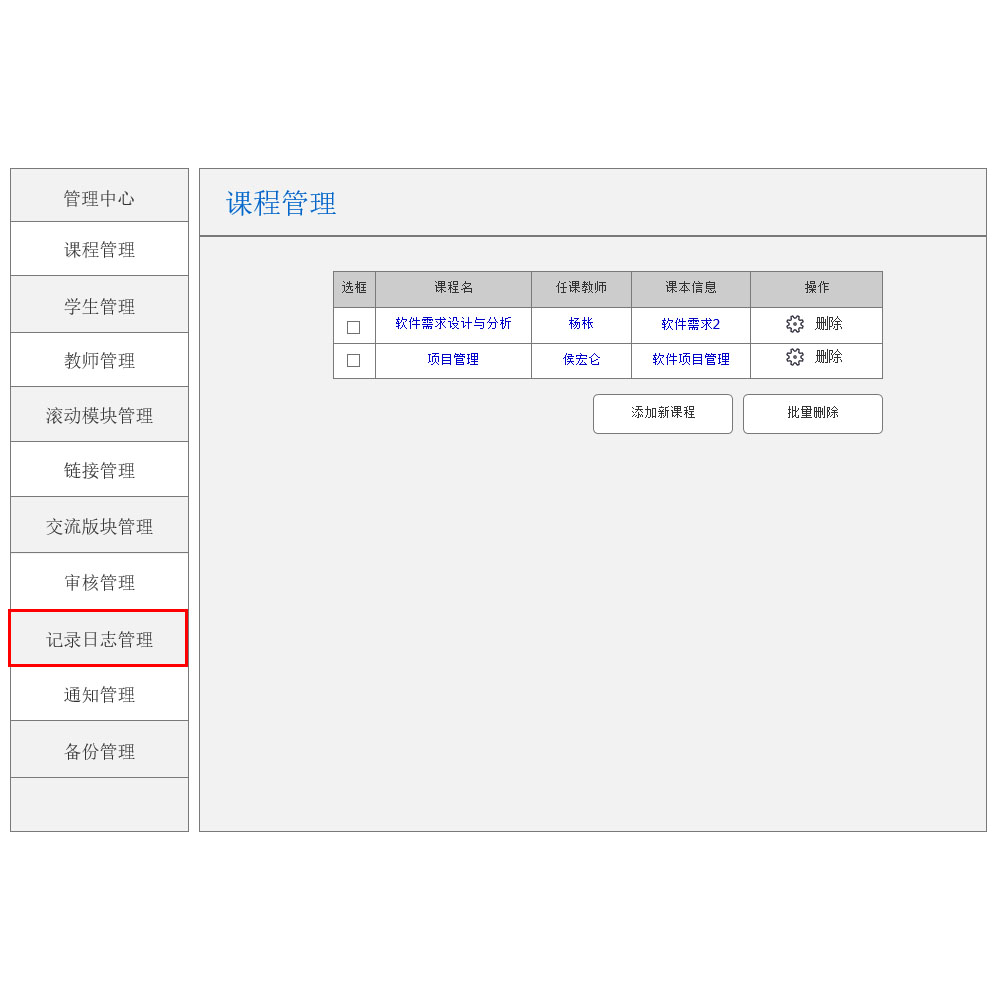 管理中心
课程管理
学生管理
教师管理
滚动模块管理
链接管理
交流版块管理
审核管理
记录日志管理
通知管理
备份管理
课程管理
选框 课程名 任课教师 课本信息 操作
软件需求设计与分析 杨枨 软件需求2 删除
项目管理 侯宏仑 软件项目管理 删除
添加新课程 批量删除